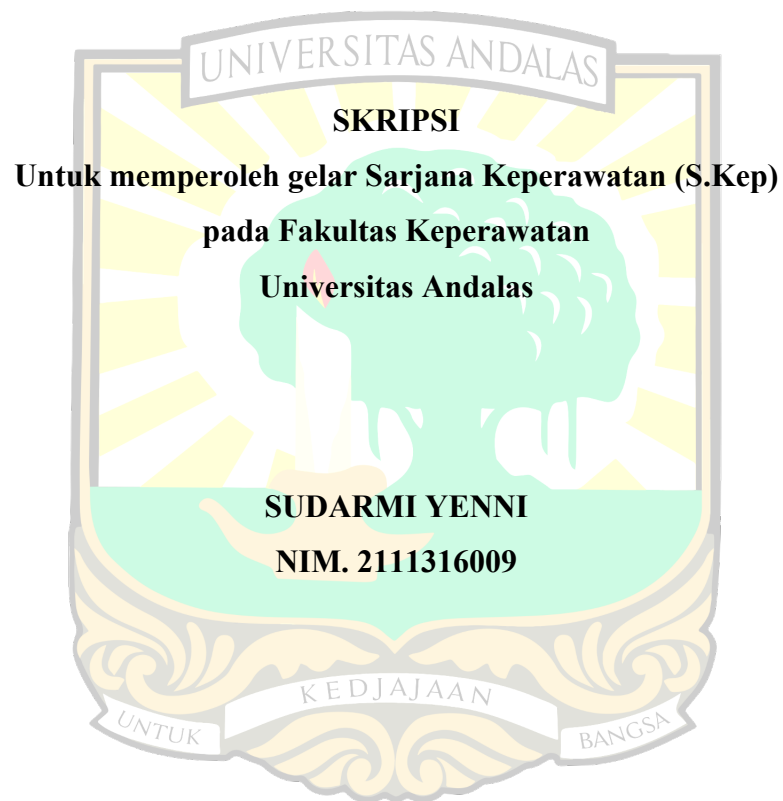 UNIVERSITAS ANDALAS
SKRIPSI
Untuk memperoleh gelar Sarjana Keperawatan (S.Kep)
pada Fakultas Keperawatan
Universitas Andalas
SUDARMI YENNI
NIM. 2111316009
UNTUK KEDJAJAAN BANGSA